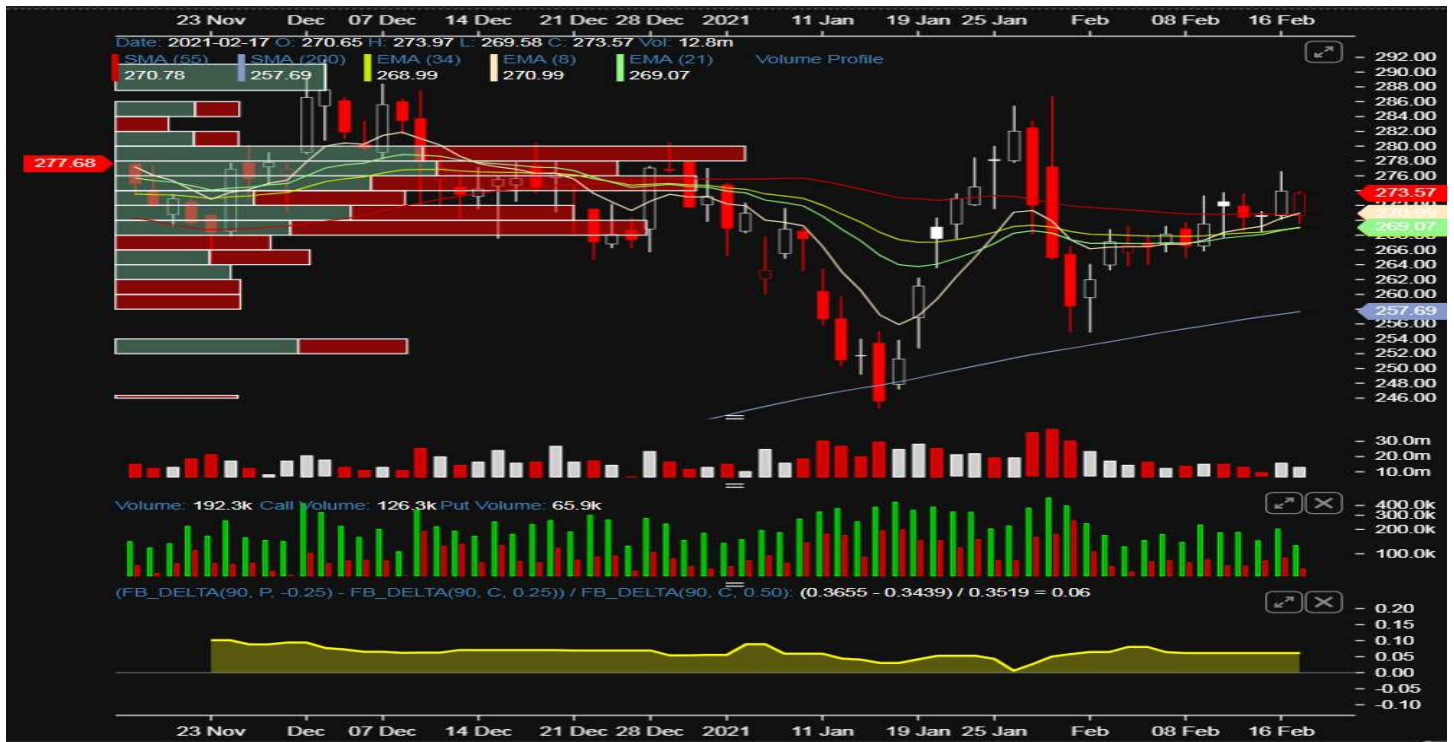 23 Nov Dec 07 Dec 14 Dec 21 Dec 28 Dec 2021 11 Jan 19 Jan 25 Jan Feb 08 Feb 16 Feb
Date: 2021-02-17 O: 270.65 H: 273.97 L: 269.58 C: 273.57 Vol: 12.8m
SMA (55) SMA (200) EMA (34) EMA (8) EMA (21) Volume Profile
270.78 257.69 268.99 270.99 269.07
292.00
290.00
288.00
286.00
284.00
282.00
280.00
278.00
277.68
276.00
273.57
272.00
270.99
269.07
266.00
264.00
262.00
260.00
257.69
256.00
254.00
252.00
250.00
248.00
246.00
30.0m
20.0m
10.0m
Volume: 192.3k Call Volume: 126.3k Put Volume: 65.9k
400.0k
300.0k
200.0k
100.0k
(FB_DELTA(90, P, -0.25) - FB_DELTA(90, C, 0.25)) / FB_DELTA(90, C, 0.50): (0.3655 - 0.3439) / 0.3519 = 0.06
0.20
0.15
0.10
0.05
0.00
-0.05
-0.10
23 Nov Dec 07 Dec 14 Dec 21 Dec 28 Dec 2021 11 Jan 19 Jan 25 Jan Feb 08 Feb 16 Feb